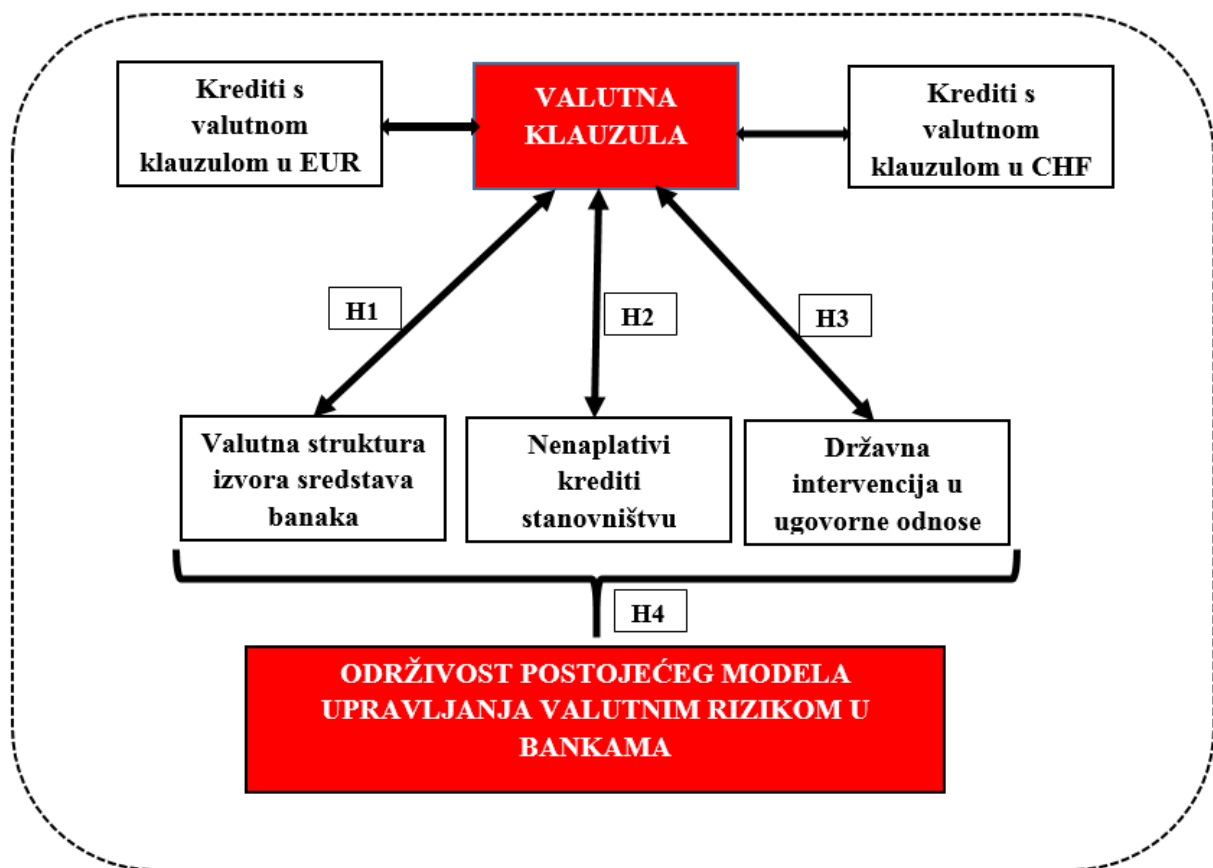 Krediti s
valutnom
klauzulom u EUR
VALUTNA
KLAUZULA
Krediti s
valutnom
klauzulom u CHF
H1
H2
H3
Valutna struktura
izvora sredstava
banaka
Nenaplativi
krediti
stanovništvu
Državna
intervencija u
ugovorne odnose
H4
ODRŽIVOST POSTOJEĆEG MODELA
UPRAVLJANJA VALUTNIM RIZIKOM U
BANKAMA